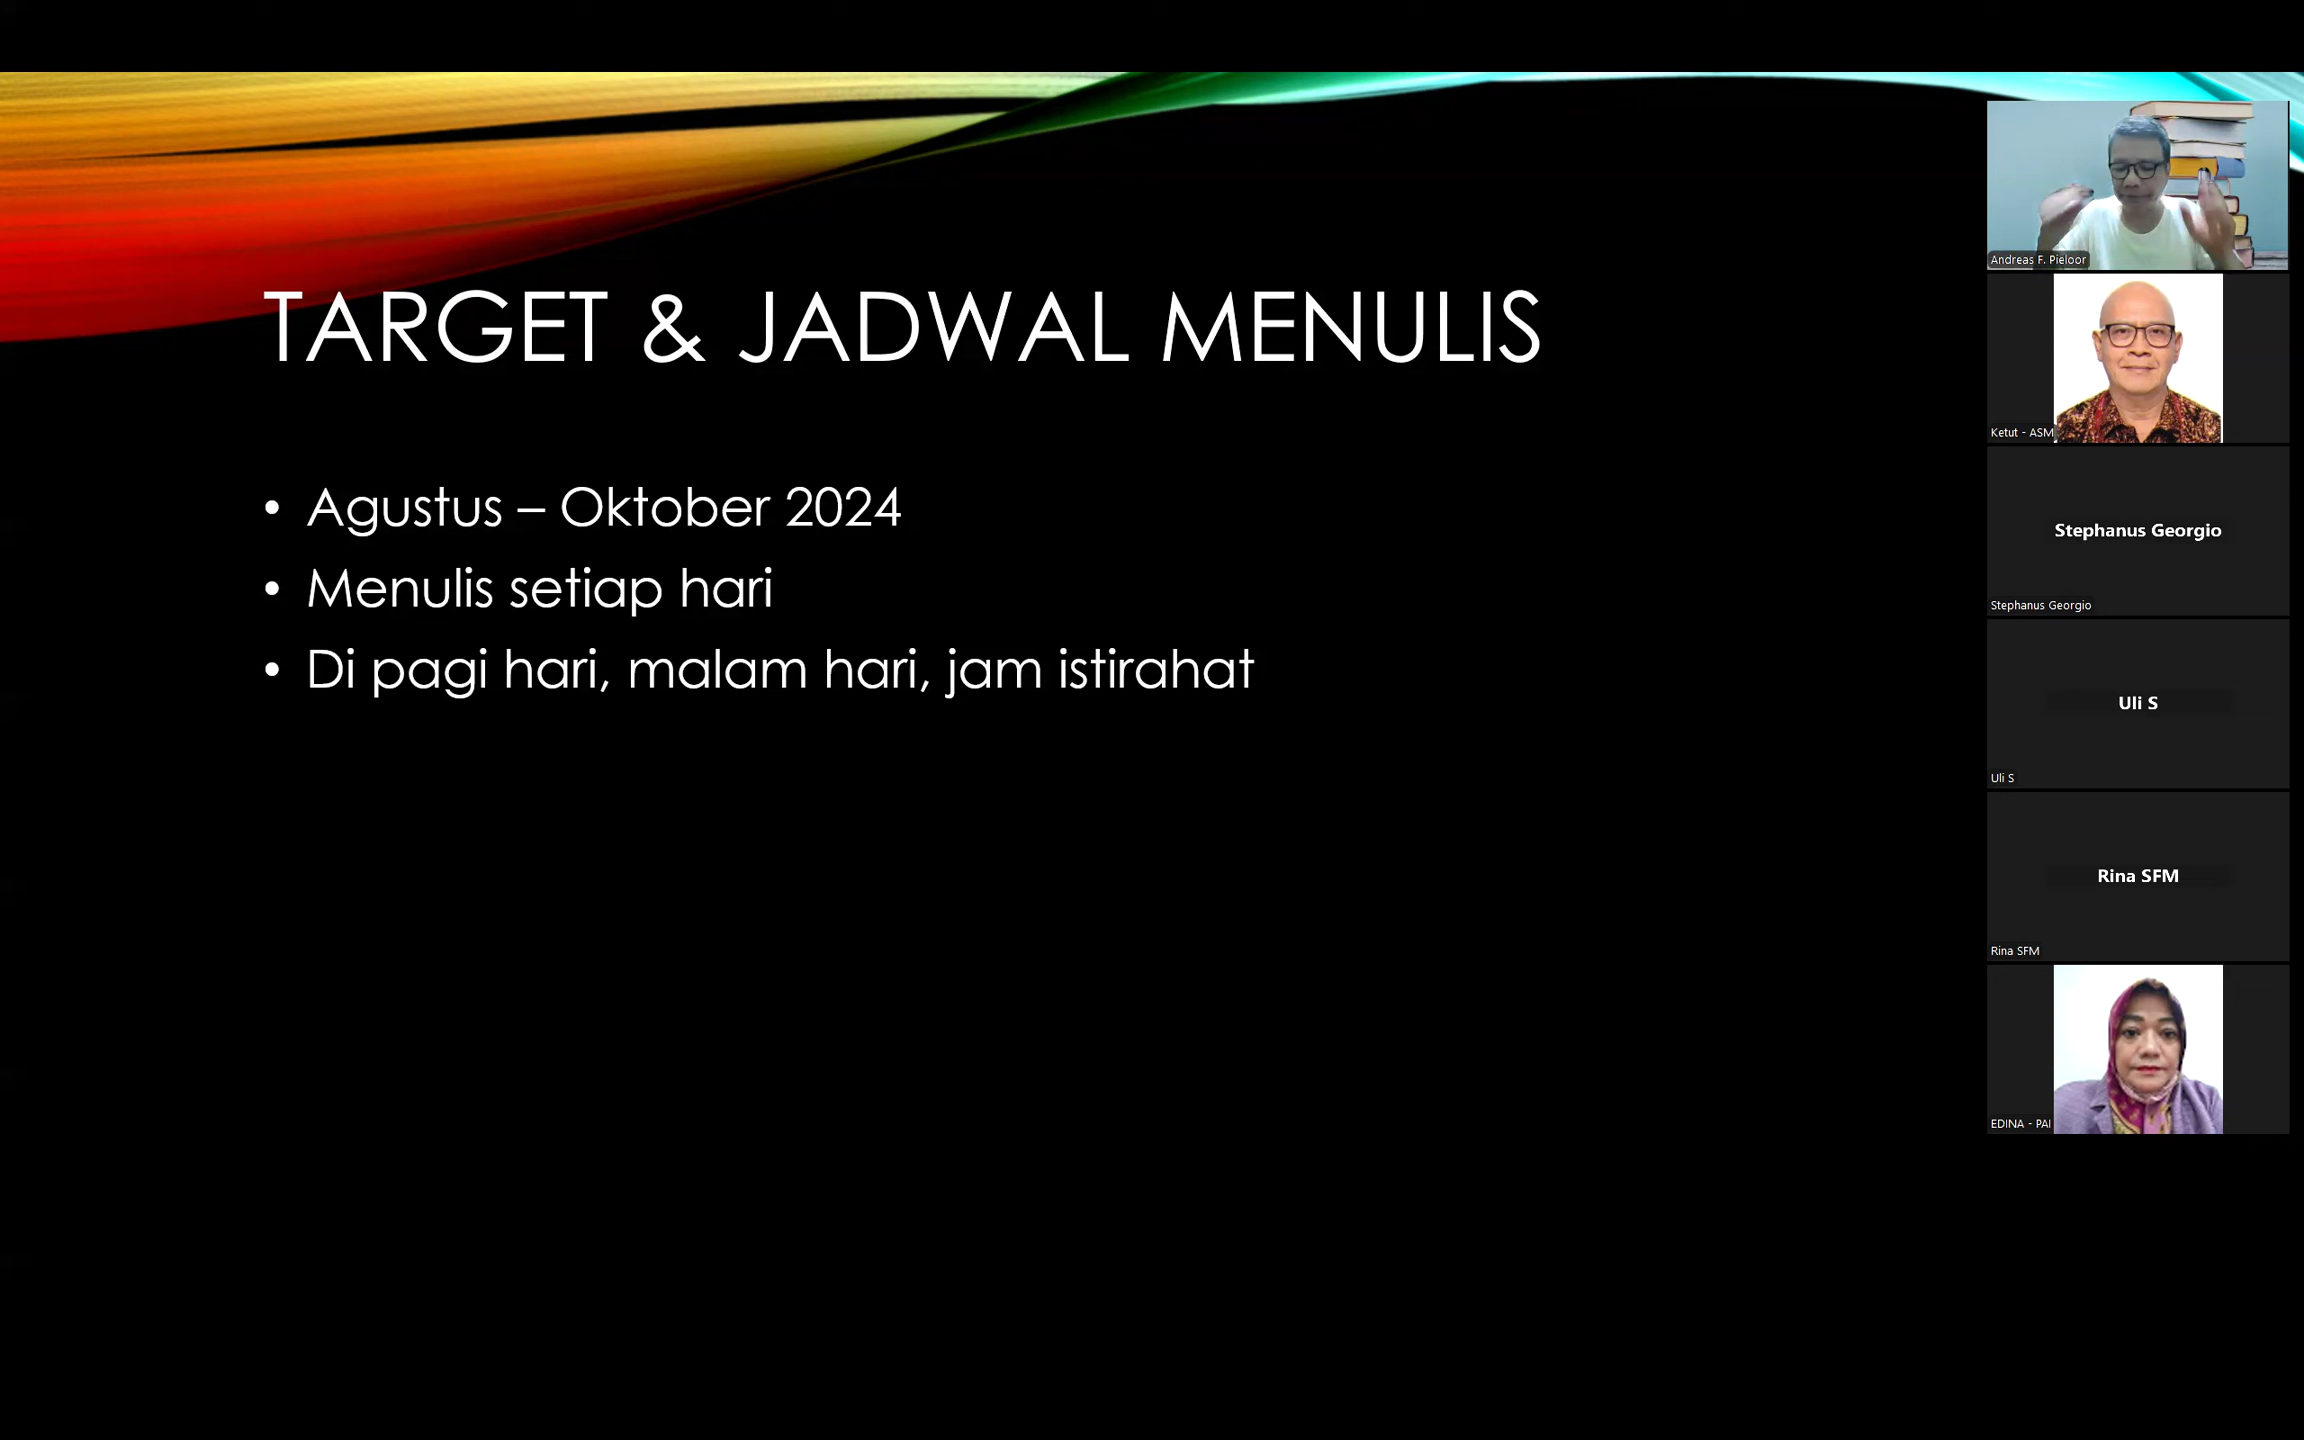 TARGET & JADWAL MENULIS
• Agustus – Oktober 2024
• Menulis setiap hari
• Di pagi hari, malam hari, jam istirahat
Andreas F. Pieloor
Ketut - ASM
Stephanus Georgio
Stephanus Georgio
Uli S
Uli S
Rina SFM
Rina SFM
EDINA - PAI